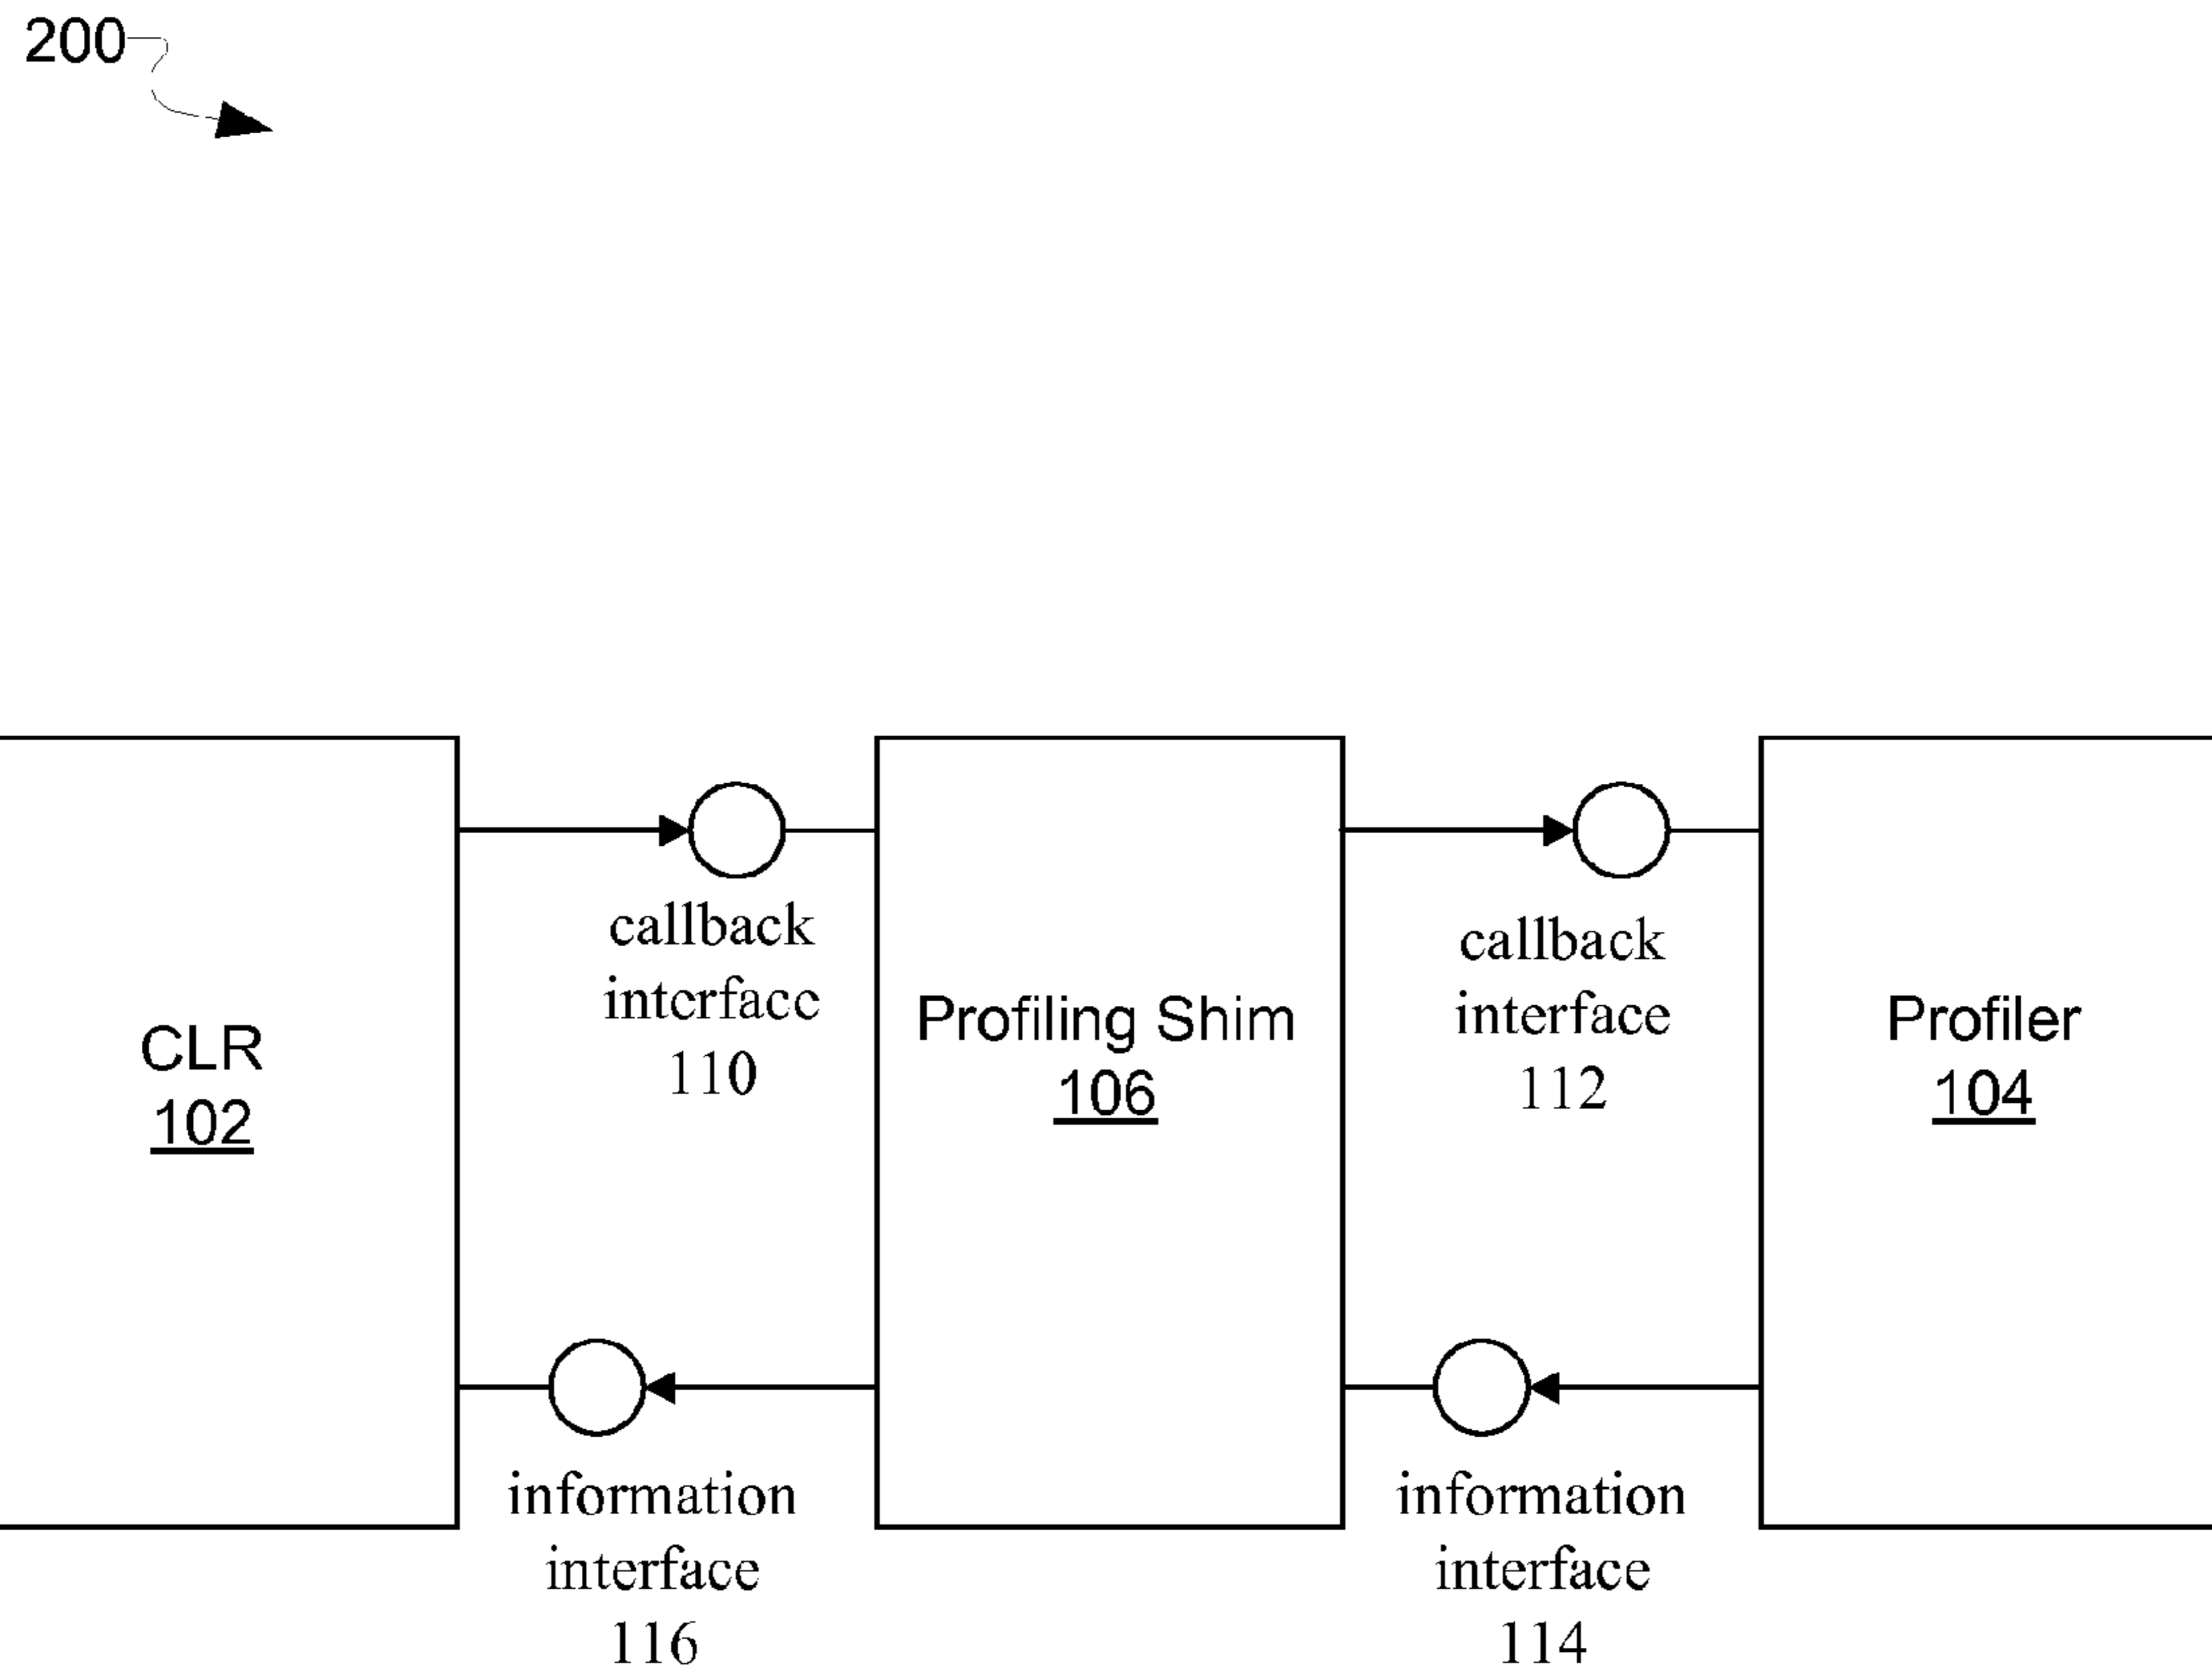 200
CLR
102
callback
interface
110
Profiling Shim
106
callback
interface
112
Profiler
104
information
interface
116
information
interface
114